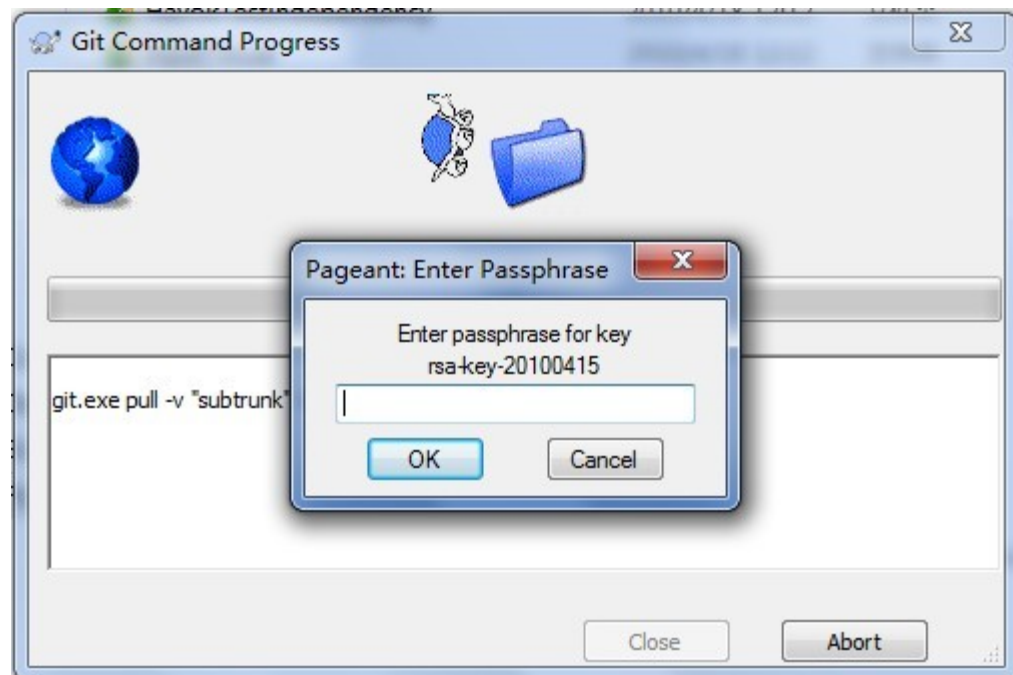 Git Command Progress
Pageant: Enter Passphrase
Enter passphrase for key
rsa-key-20100415
git.exe pull -v "subtrunk"
OK Cancel
Close Abort